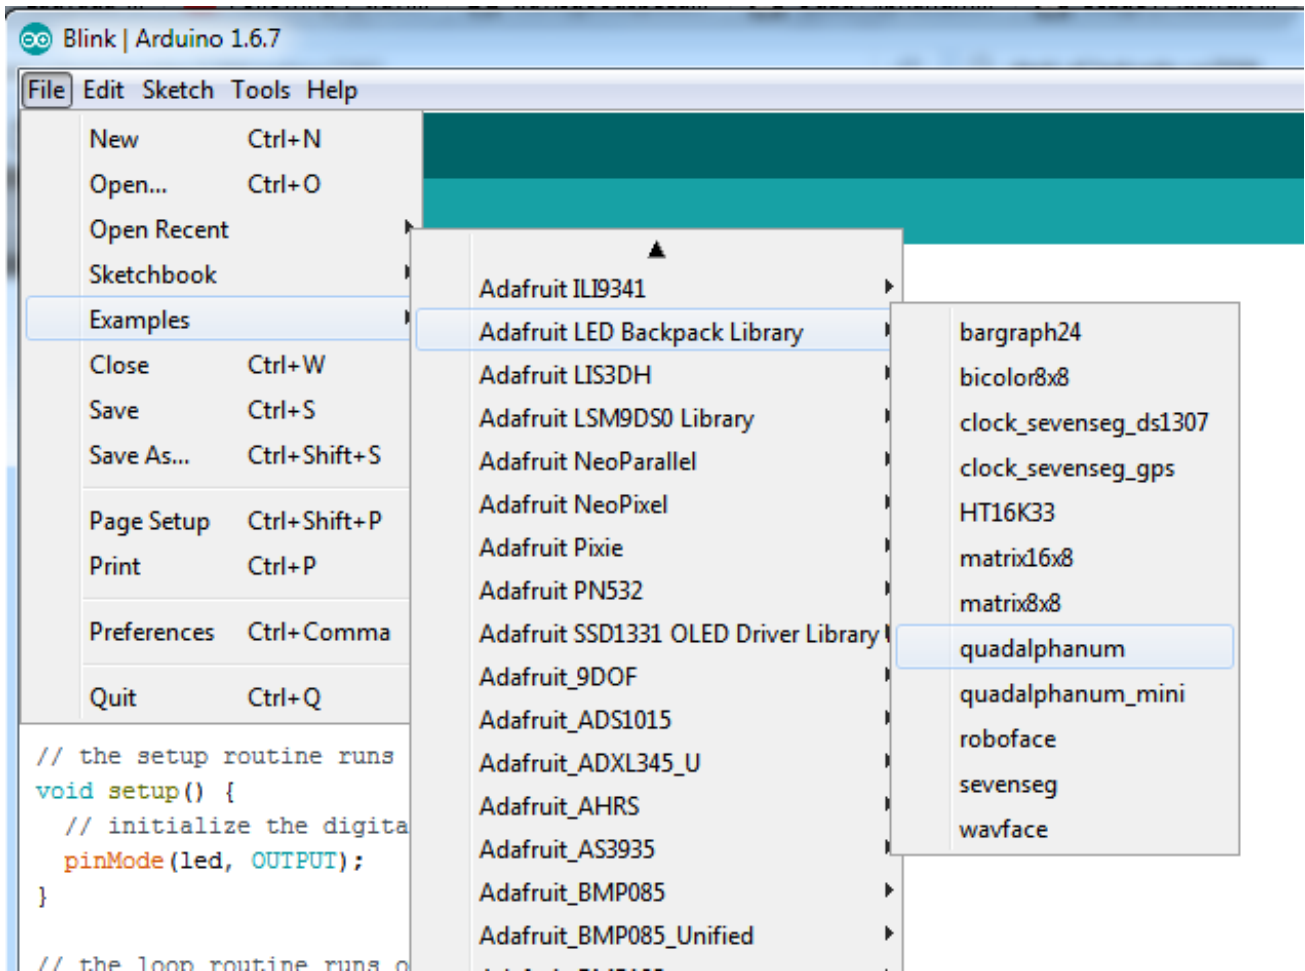 Blink | Arduino 1.6.7
File Edit Sketch Tools Help
New Ctrl+N
Open... Ctrl+O
Open Recent
Sketchbook
Examples
Close Ctrl+W
Save Ctrl+S
Save As... Ctrl+Shift+S
Page Setup Ctrl+Shift+P
Print Ctrl+P
Preferences Ctrl+Comma
Quit Ctrl+Q
Adafruit ILI9341
Adafruit LED Backpack Library
Adafruit LIS3DH
Adafruit LSM9DS0 Library
Adafruit NeoParallel
Adafruit NeoPixel
Adafruit Pixie
Adafruit PN532
Adafruit SSD1331 OLED Driver Library
Adafruit_9DOF
Adafruit_ADS1015
Adafruit_ADXL345_U
Adafruit_AHRS
Adafruit_AS3935
Adafruit_BMP085
Adafruit_BMP085_Unified
bargraph24
bicolor8x8
clock_sevenseg_ds1307
clock_sevenseg_gps
HT16K33
matrix16x8
matrix8x8
quadalphanum
quadalphanum_mini
roboface
sevenseg
wavface
// the setup routine runs
void setup() {
// initialize the digita
pinMode(led, OUTPUT);
}
// the loop routine runs o